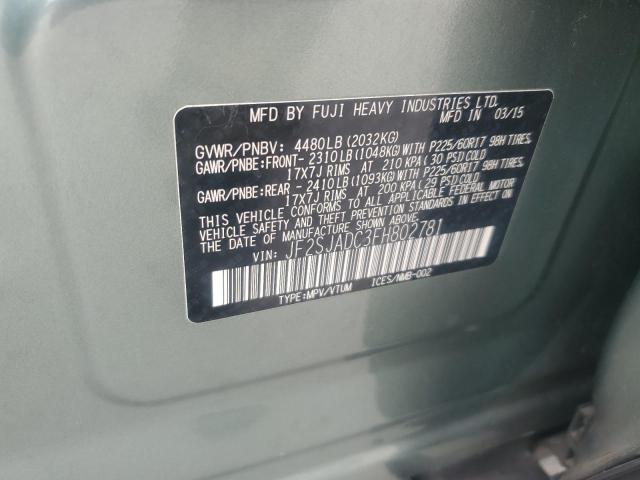 MFD BY FUJI HEAVY INDUSTRIES LTD.
MFD IN 03/15
GVWR/PNBV: 4480LB (2032KG)
GAWR/PNBE:FRONT- 2310LB (1048KG) WITH P225/60R17 98H TIRES,
17X7J RIMS AT 210 KPA (30 PSI) COLD
GAWR/PNBE:REAR - 2410LB (1093KG) WITH P225/60R17 98H TIRES,
17X7J RIMS AT 200 KPA (29 PSI) COLD
THIS VEHICLE CONFORMS TO ALL APPLICABLE FEDERAL MOTOR
VEHICLE SAFETY AND THEFT PREVENTION STANDARDS IN EFFECT ON
THE DATE OF MANUFACTURE SHOWN ABOVE.
VIN: JF2SJADC3FH802781
TYPE:MPV/VTUM ICES/NMB-002